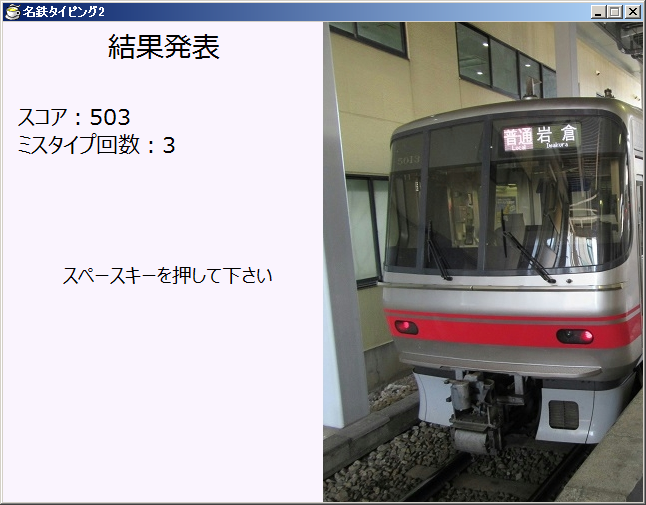 名鉄タイピング2
結果発表
スコア：503
ミスタイプ回数：3
スペースキーを押して下さい
普通 岩倉
Local Iwakura
5013